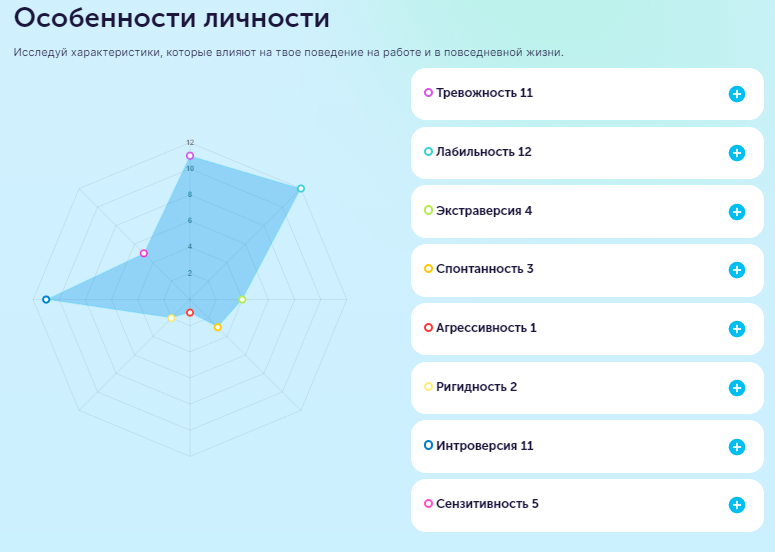 Особенности личности
Исследуй характеристики, которые влияют на твое поведение на работе и в повседневной жизни.
12
10
8
6
4
2
Тревожность 11
Лабильность 12
Экстраверсия 4
Спонтанность 3
Агрессивность 1
Ригидность 2
Интроверсия 11
Сензитивность 5